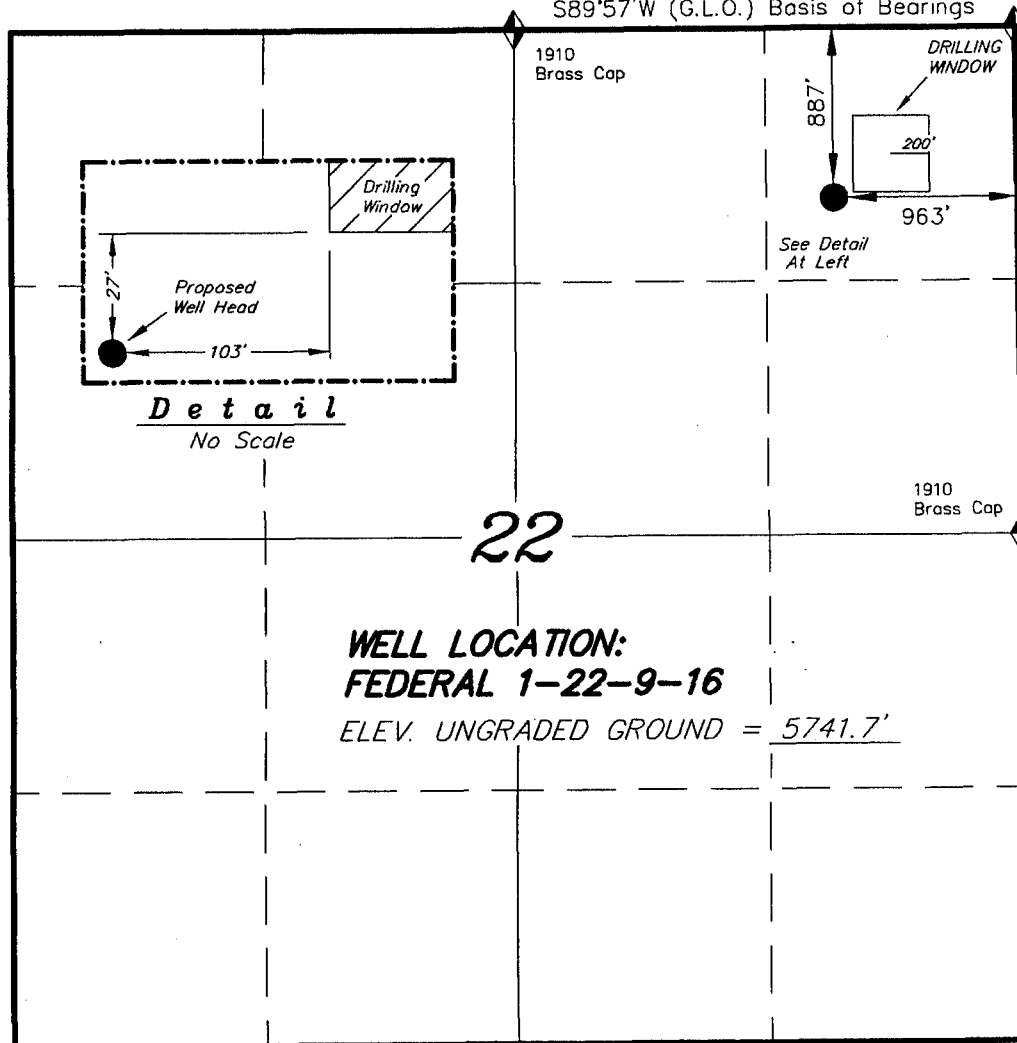 S89°57'W (G.L.O.) Basis of Bearings
1910
Brass Cap
DRILLING
WINDOW
887'
200'
963'
See Detail
At Left
Drilling
Window
27'
Proposed
Well Head
103'
Detail
No Scale
1910
Brass Cap
22
WELL LOCATION:
FEDERAL 1-22-9-16
ELEV. UNGRADED GROUND = 5741.7'